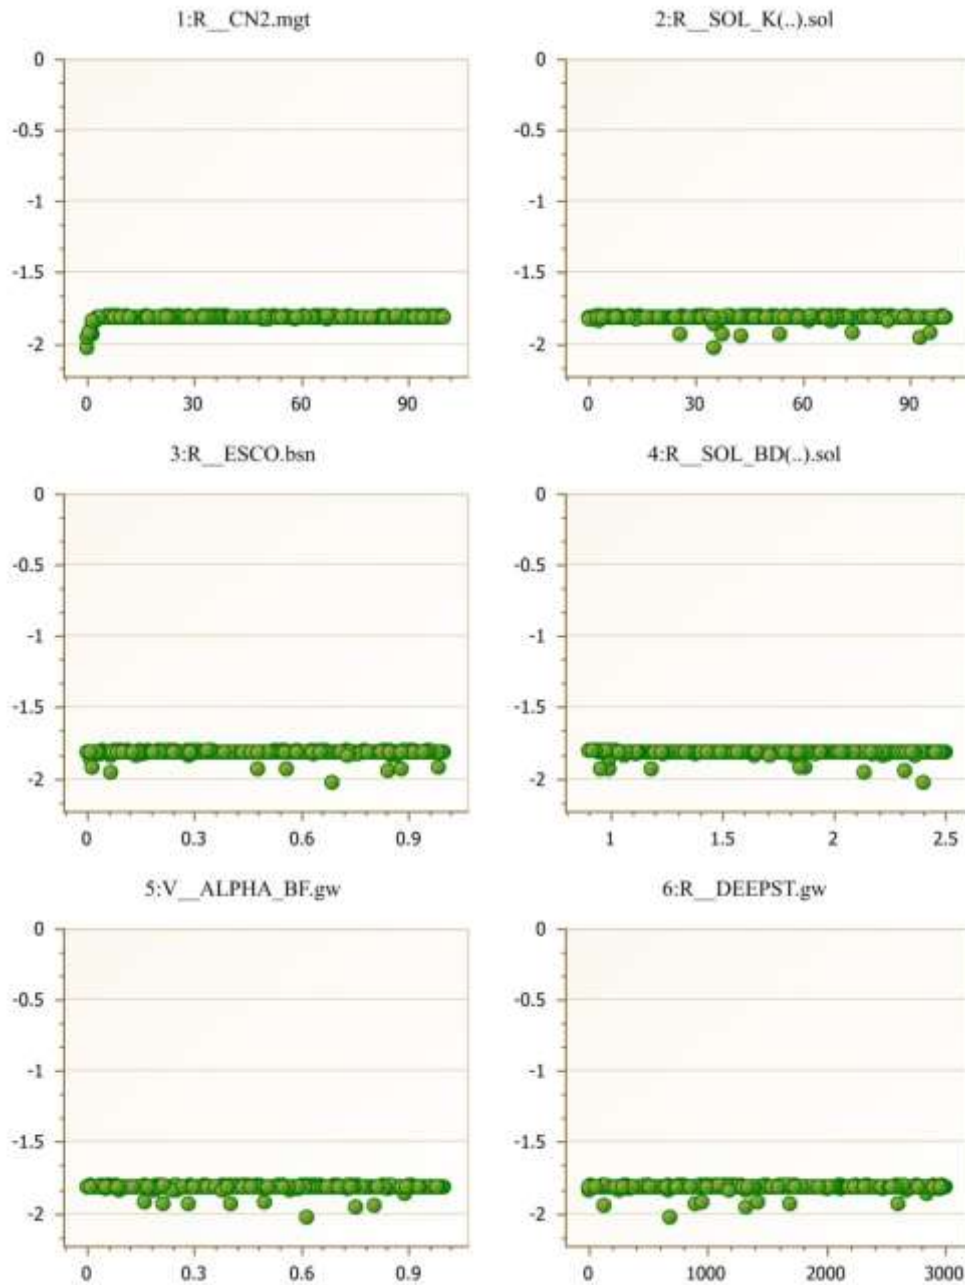 1:R__CN2.mgt
0
-0.5
-1
-1.5
-2
0 30 60 90
2:R__SOL_K(..).sol
0
-0.5
-1
-1.5
-2
0 30 60 90
3:R__ESCO.bsn
0
-0.5
-1
-1.5
-2
0 0.3 0.6 0.9
4:R__SOL_BD(..).sol
0
-0.5
-1
-1.5
-2
1 1.5 2 2.5
5:V__ALPHA_BF.gw
0
-0.5
-1
-1.5
-2
0 0.3 0.6 0.9
6:R__DEEPST.gw
0
-0.5
-1
-1.5
-2
0 1000 2000 3000